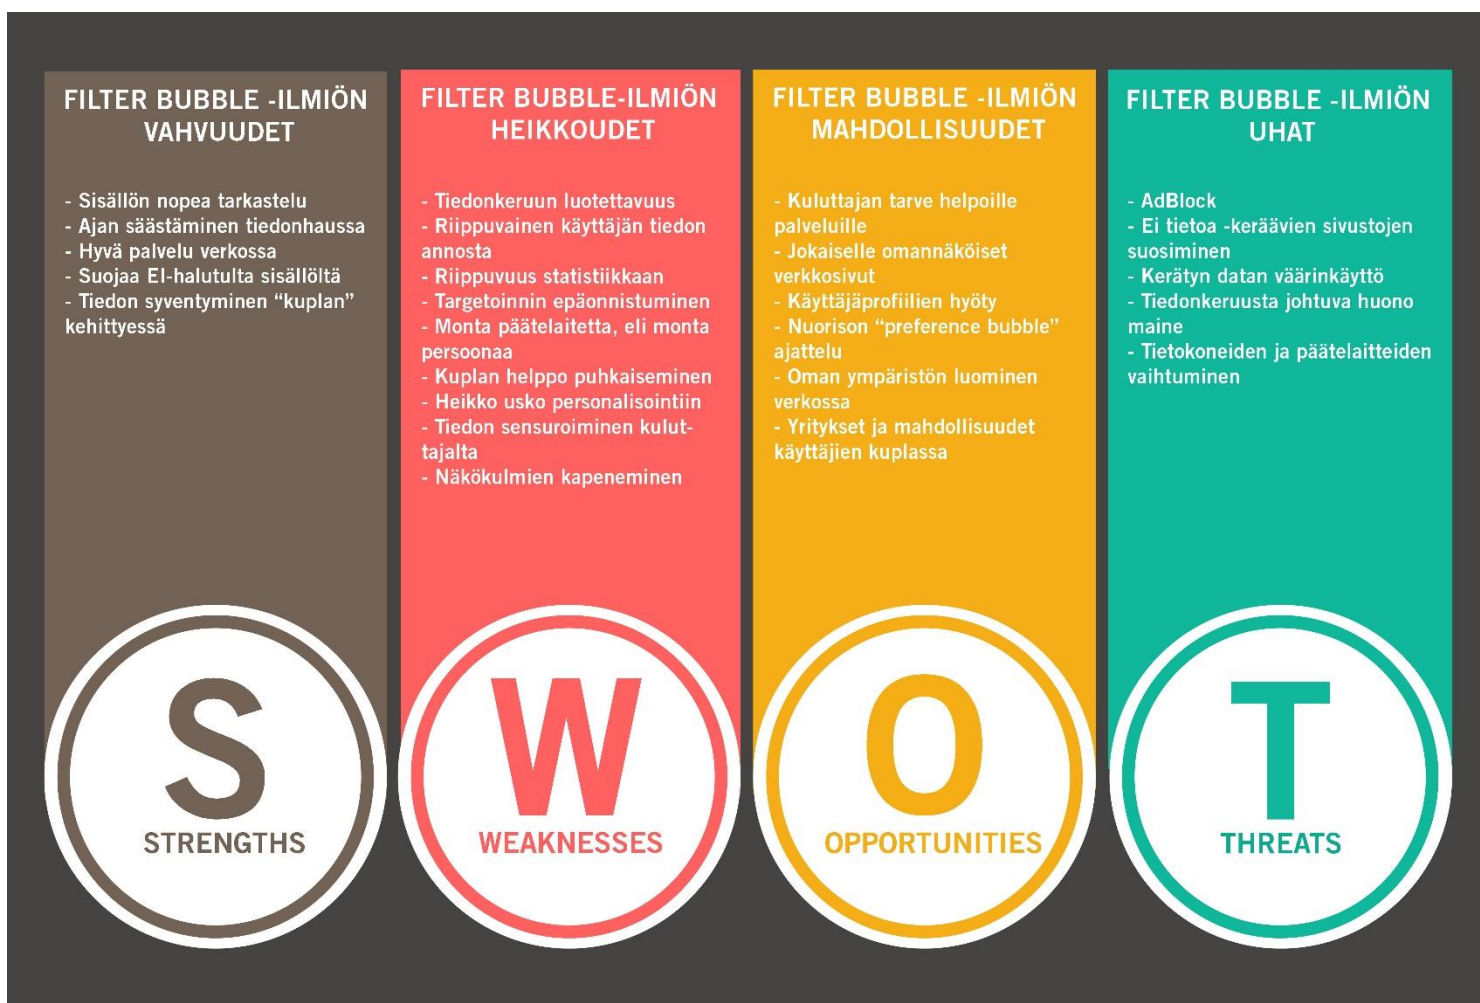 FILTER BUBBLE -ILMIÖN
VAHVUUDET
- Sisällön nopea tarkastelu
- Ajan säästäminen tiedonhaussa
- Hyvä palvelu verkossa
- Suojaa EI-halutulta sisällöltä
- Tiedon syventyminen “kuplan”
kehittyessä
S
STRENGTHS
FILTER BUBBLE-ILMIÖN
HEIKKOUDET
- Tiedonkeruun luotettavuus
- Riippuvainen käyttäjän tiedon
annosta
- Riippuvuus statistiikkaan
- Targetoinnin epäonnistuminen
- Monta päätelaitetta, eli monta
persoonaa
- Kuplan helppo puhkaiseminen
- Heikko usko personalisointiin
- Tiedon sensuroiminen kulut-
tajalta
- Näkökulmien kapeneminen
W
WEAKNESSES
FILTER BUBBLE -ILMIÖN
MAHDOLLISUUDET
- Kuluttajan tarve helpoille
palveluille
- Jokaiselle omannäköiset
verkkosivut
- Käyttäjäprofiilien hyöty
- Nuorison “preference bubble”
ajattelu
- Oman ympäristön luominen
verkossa
- Yritykset ja mahdollisuudet
käyttäjien kuplassa
O
OPPORTUNITIES
FILTER BUBBLE -ILMIÖN
UHAT
- AdBlock
- Ei tietoa -keräävien sivustojen
suosiminen
- Kerätyn datan väärinkäyttö
- Tiedonkeruusta johtuva huono
maine
- Tietokoneiden ja päätelaitteiden
vaihtuminen
T
THREATS